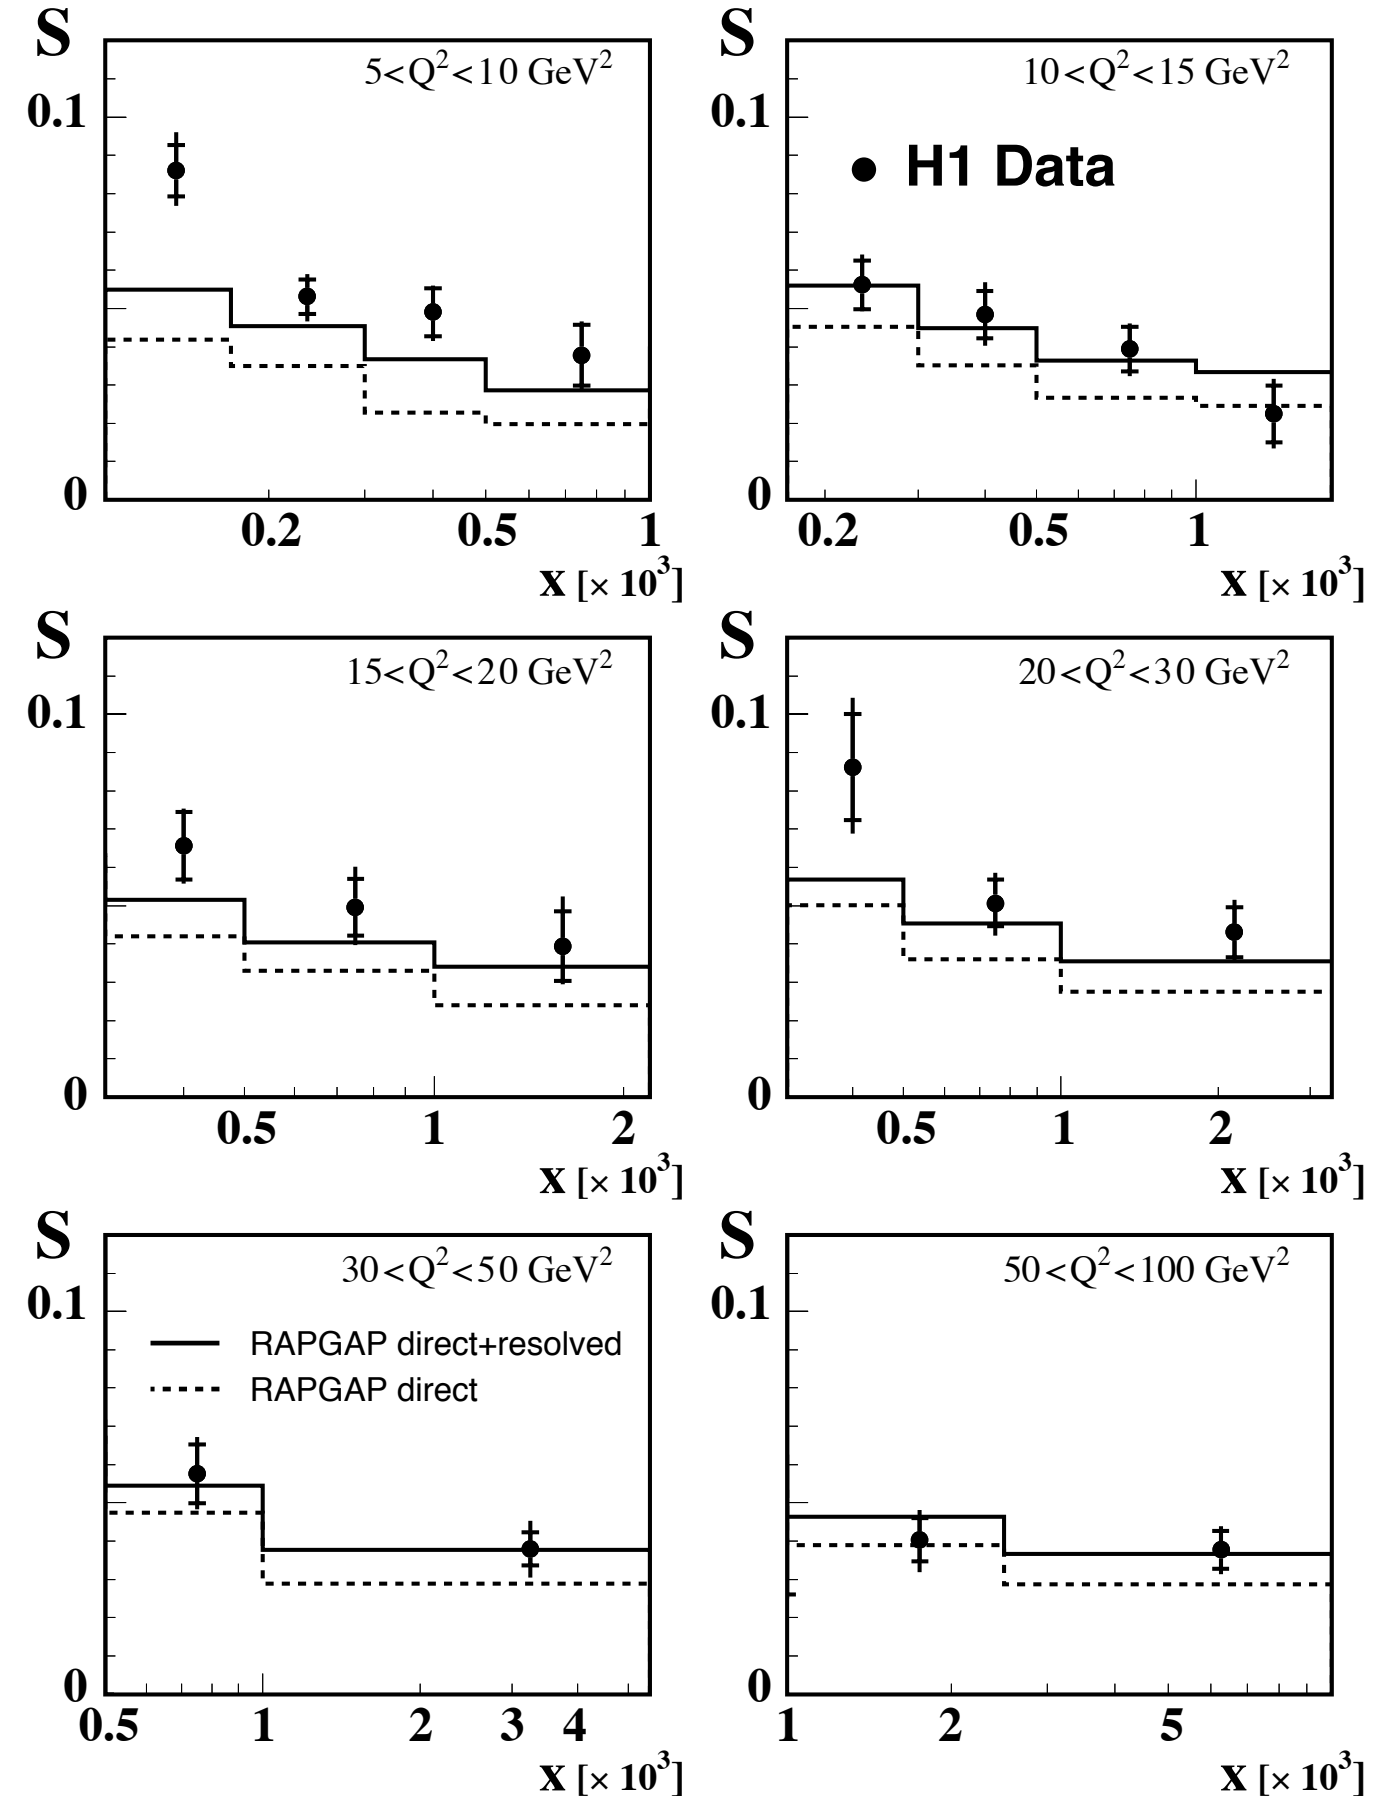 S
5<Q²<10 GeV²
0.1
0
0.2 0.5 1
x [× 10³]
S
10<Q²<15 GeV²
0.1
H1 Data
0
0.2 0.5 1
x [× 10³]
S
15<Q²<20 GeV²
0.1
0
0.5 1 2
x [× 10³]
S
20<Q²<30 GeV²
0.1
0
0.5 1 2
x [× 10³]
S
30<Q²<50 GeV²
0.1
RAPGAP direct+resolved
RAPGAP direct
0
0.5 1 2 3 4
x [× 10³]
S
50<Q²<100 GeV²
0.1
0
1 2 5
x [× 10³]